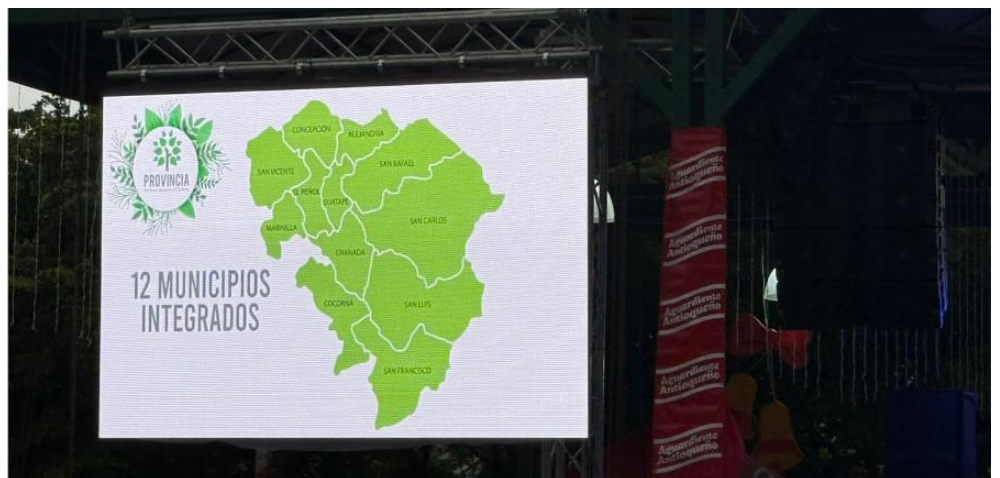 PROVINCIA
12 MUNICIPIOS
INTEGRADOS
CONCEPCIÓN
ALEJANDRÍA
SAN VICENTE
SAN RAFAEL
EL PEÑOL
GUATAPÉ
MARINILLA
SAN CARLOS
GRANADA
COCORNÁ
SAN LUIS
SAN FRANCISCO
Aguardiente
Antioqueño
Aguardiente
Antioqueño
Aguardiente
Antioqueño
Aguardiente
Antioqueño
Aguardiente
Antioqueño